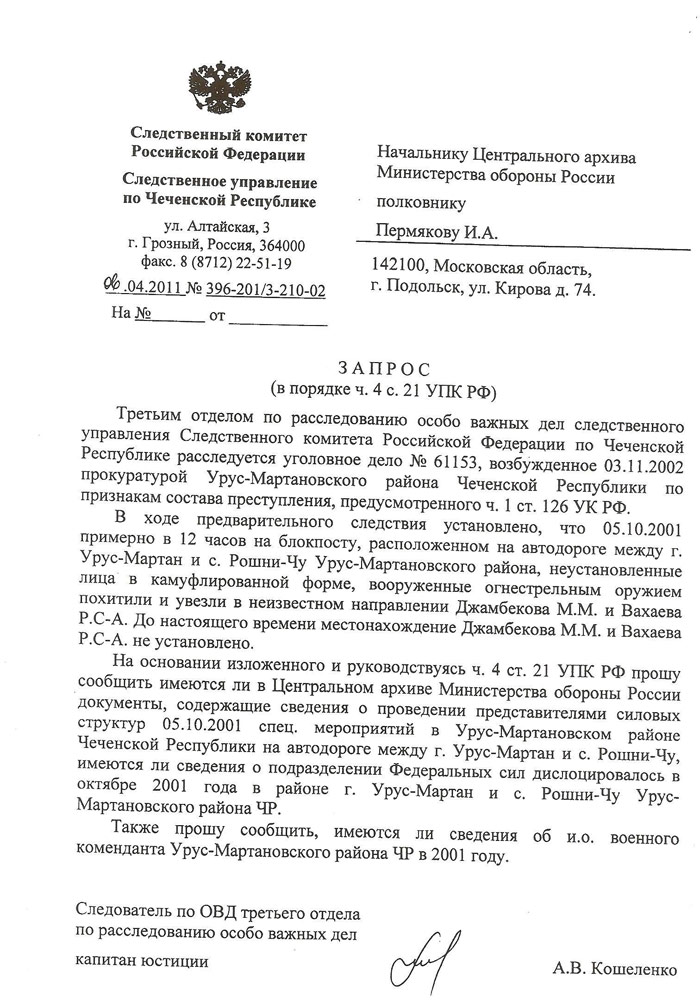 Следственный комитет
Российской Федерации
Следственное управление
по Чеченской Республике
ул. Алтайская, 3
г. Грозный, Россия, 364000
факс. 8 (8712) 22-51-19
06.04.2011 № 396-201/3-210-02
На № от
Начальнику Центрального архива
Министерства обороны России
полковнику
Пермякову И.А.
142100, Московская область,
г. Подольск, ул. Кирова д. 74.
З А П Р О С
(в порядке ч. 4 с. 21 УПК РФ)
Третьим отделом по расследованию особо важных дел следственного
управления Следственного комитета Российской Федерации по Чеченской
Республике расследуется уголовное дело № 61153, возбужденное 03.11.2002
прокуратурой Урус-Мартановского района Чеченской Республики по
признакам состава преступления, предусмотренного ч. 1 ст. 126 УК РФ.
В ходе предварительного следствия установлено, что 05.10.2001
примерно в 12 часов на блокпосту, расположенном на автодороге между г.
Урус-Мартан и с. Рошни-Чу Урус-Мартановского района, неустановленные
лица в камуфлированной форме, вооруженные огнестрельным оружием
похитили и увезли в неизвестном направлении Джамбекова М.М. и Вахаева
Р.С-А. До настоящего времени местонахождение Джамбекова М.М. и Вахаева
Р.С-А. не установлено.
На основании изложенного и руководствуясь ч. 4 ст. 21 УПК РФ прошу
сообщить имеются ли в Центральном архиве Министерства обороны России
документы, содержащие сведения о проведении представителями силовых
структур 05.10.2001 спец. мероприятий в Урус-Мартановском районе
Чеченской Республики на автодороге между г. Урус-Мартан и с. Рошни-Чу,
имеются ли сведения о подразделении Федеральных сил дислоцировалось в
октябре 2001 года в районе г. Урус-Мартан и с. Рошни-Чу Урус-
Мартановского района ЧР.
Также прошу сообщить, имеются ли сведения об и.о. военного
коменданта Урус-Мартановского района ЧР в 2001 году.
Следователь по ОВД третьего отдела
по расследованию особо важных дел
капитан юстиции
А.В. Кошеленко